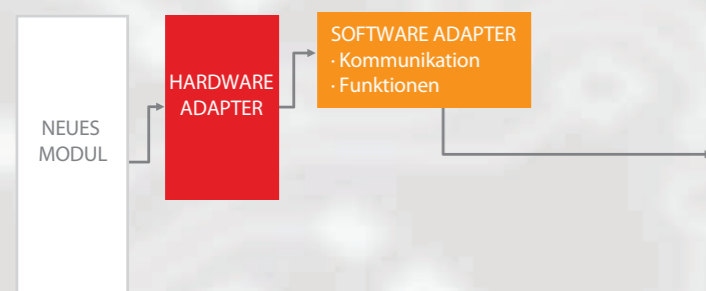 NEUES
MODUL
HARDWARE
ADAPTER
SOFTWARE ADAPTER
· Kommunikation
· Funktionen